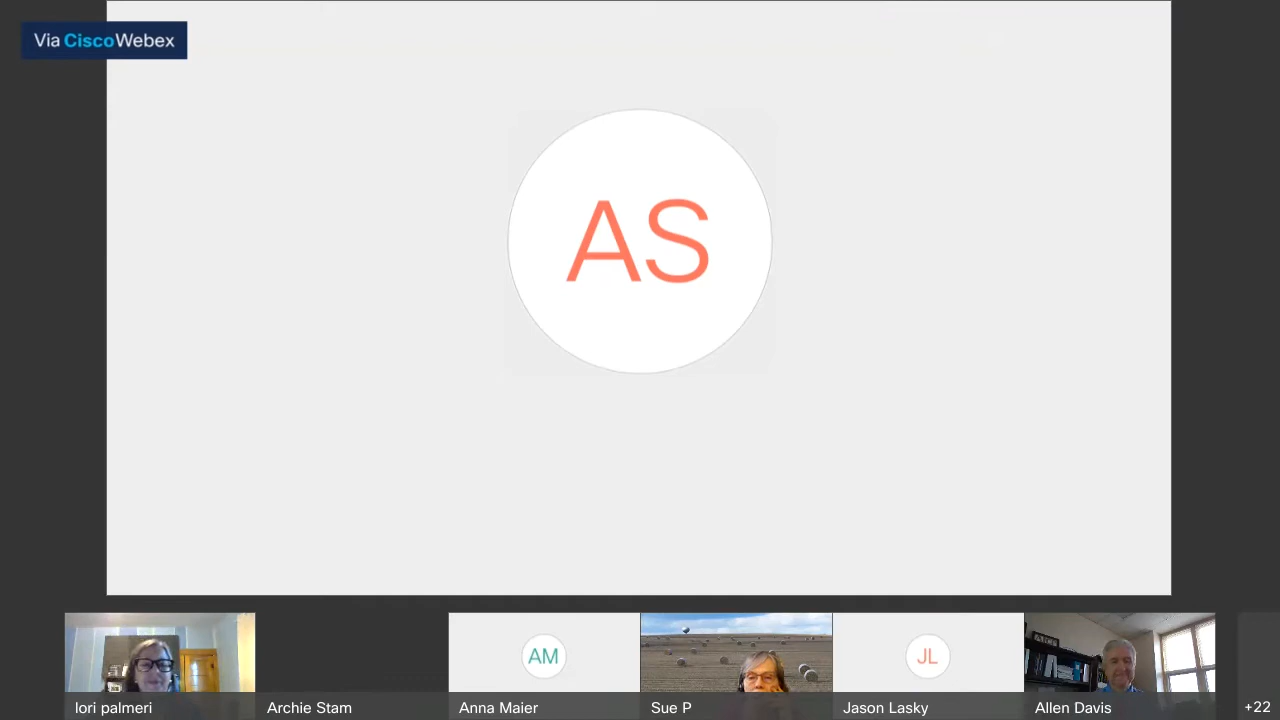 Via CiscoWebex
AS
AM
JL
lori palmeri
Archie Stam
Anna Maier
Sue P
Jason Lasky
Allen Davis
+22